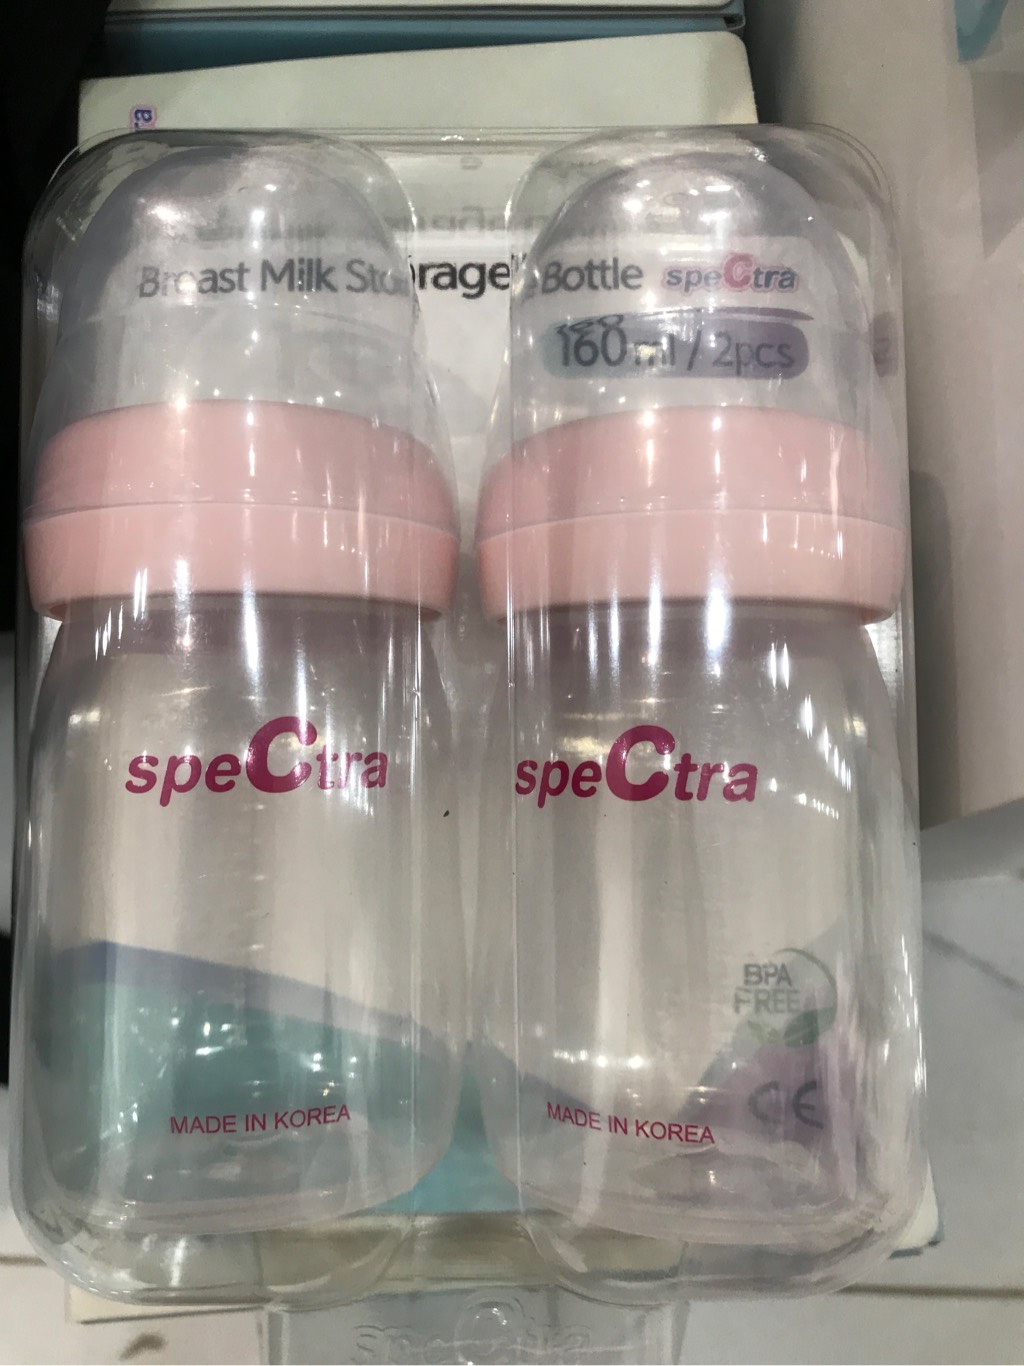 Breast Milk Storage Bottle speCtra
160ml / 2pcs
speCtra
speCtra
BPA
FREE
CE
MADE IN KOREA
MADE IN KOREA